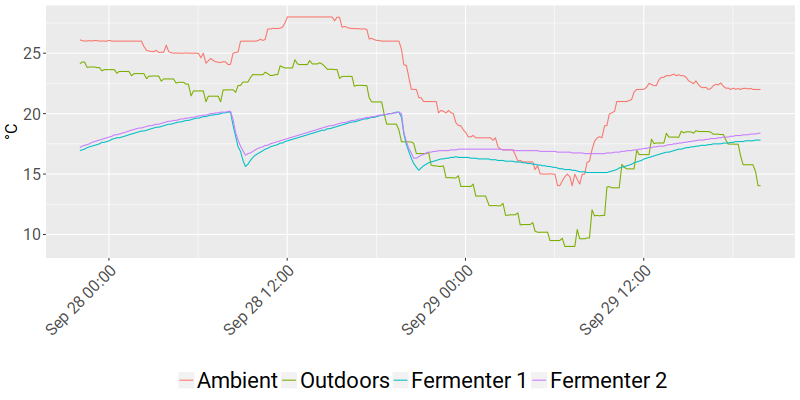 °C
25
20
15
10
Sep 28 00:00
Sep 28 12:00
Sep 29 00:00
Sep 29 12:00
Ambient Outdoors Fermenter 1 Fermenter 2